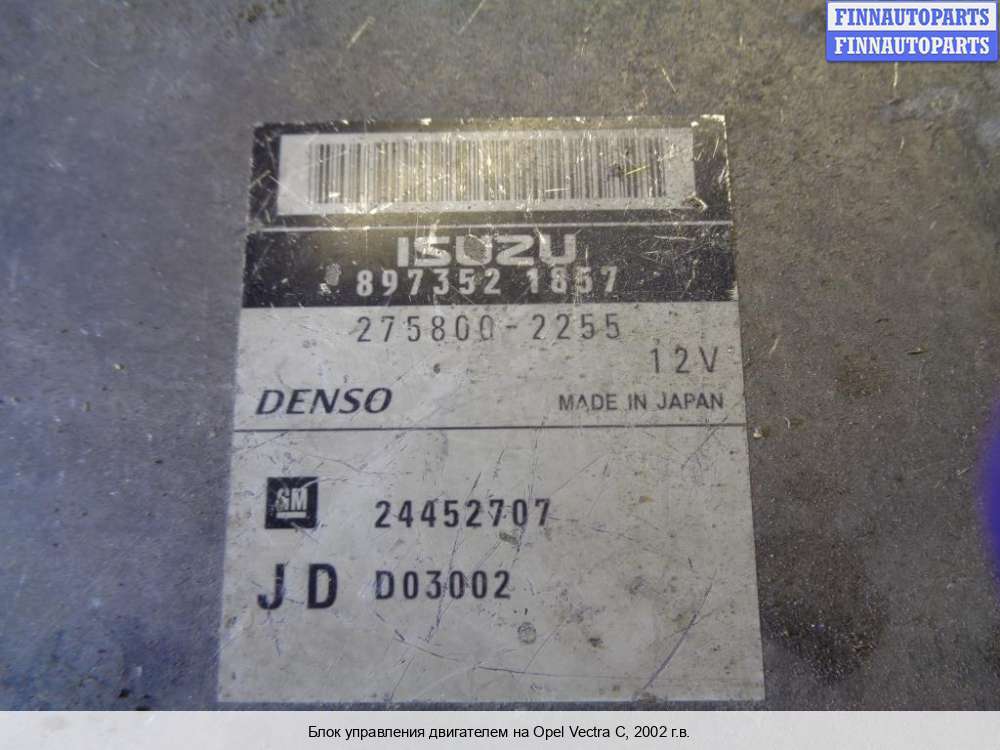 FINNAUTOPARTS
FINNAUTOPARTS
ISUZU
897352 1857
275800-2255
12V
DENSO MADE IN JAPAN
GM 24452707
JD D03002
Блок управления двигателем на Opel Vectra C, 2002 г.в.